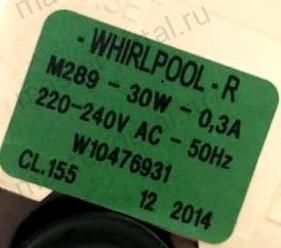 - WHIRLPOOL - R
M289 - 30W - 0,3A
220-240V AC - 50Hz
W10476931
CL.155
12 2014